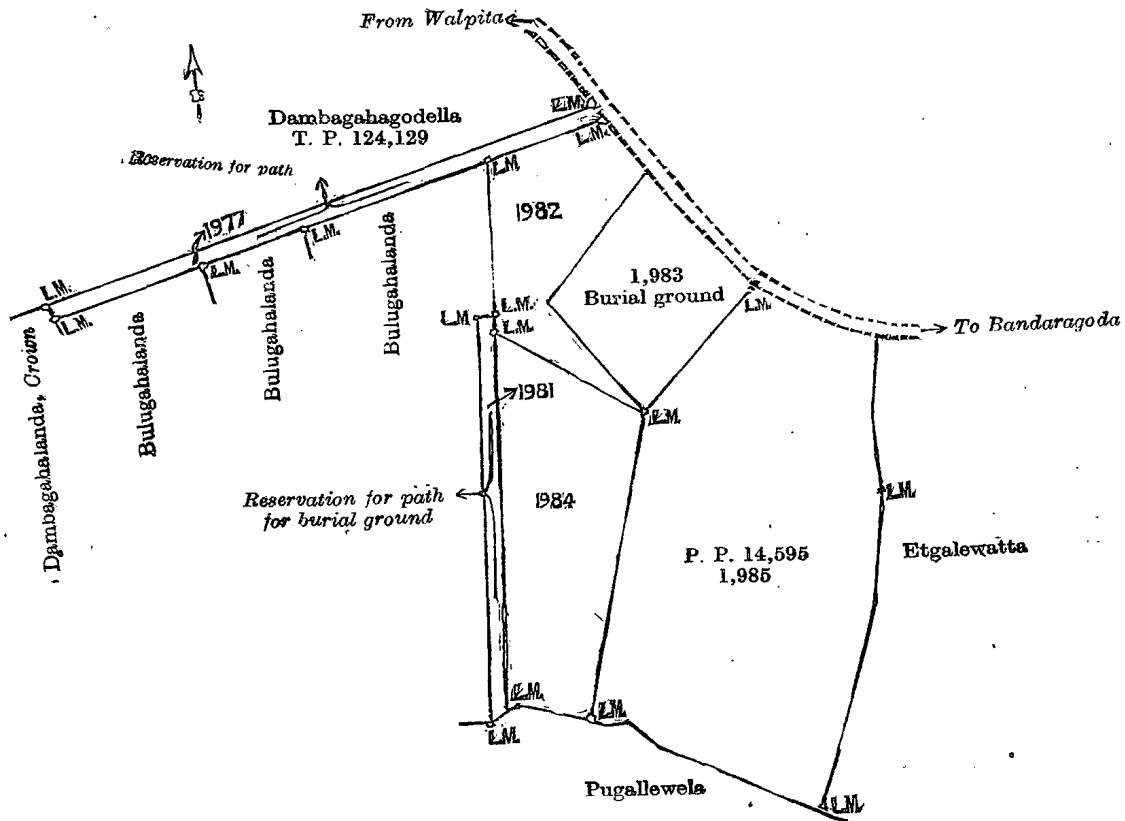 From Walpita
L.M.
Dambagahagodella
T. P. 124,129
L.M.
Reservation for path
L.M.
1982
1977
L.M.
L.M.
1,983
Burial ground
L.M.
L.M.
L.M.
L.M.
L.M.
L.M.
To Bandaragoda
Dambagahalanda, Crown
Bulugahalanda
Bulugahalanda
Bulugahalanda
1981
L.M.
Reservation for path
for burial ground
1984
L.M.
P. P. 14,595
1,985
Etgalewatta
L.M.
L.M.
L.M.
Pugallewela
L.M.